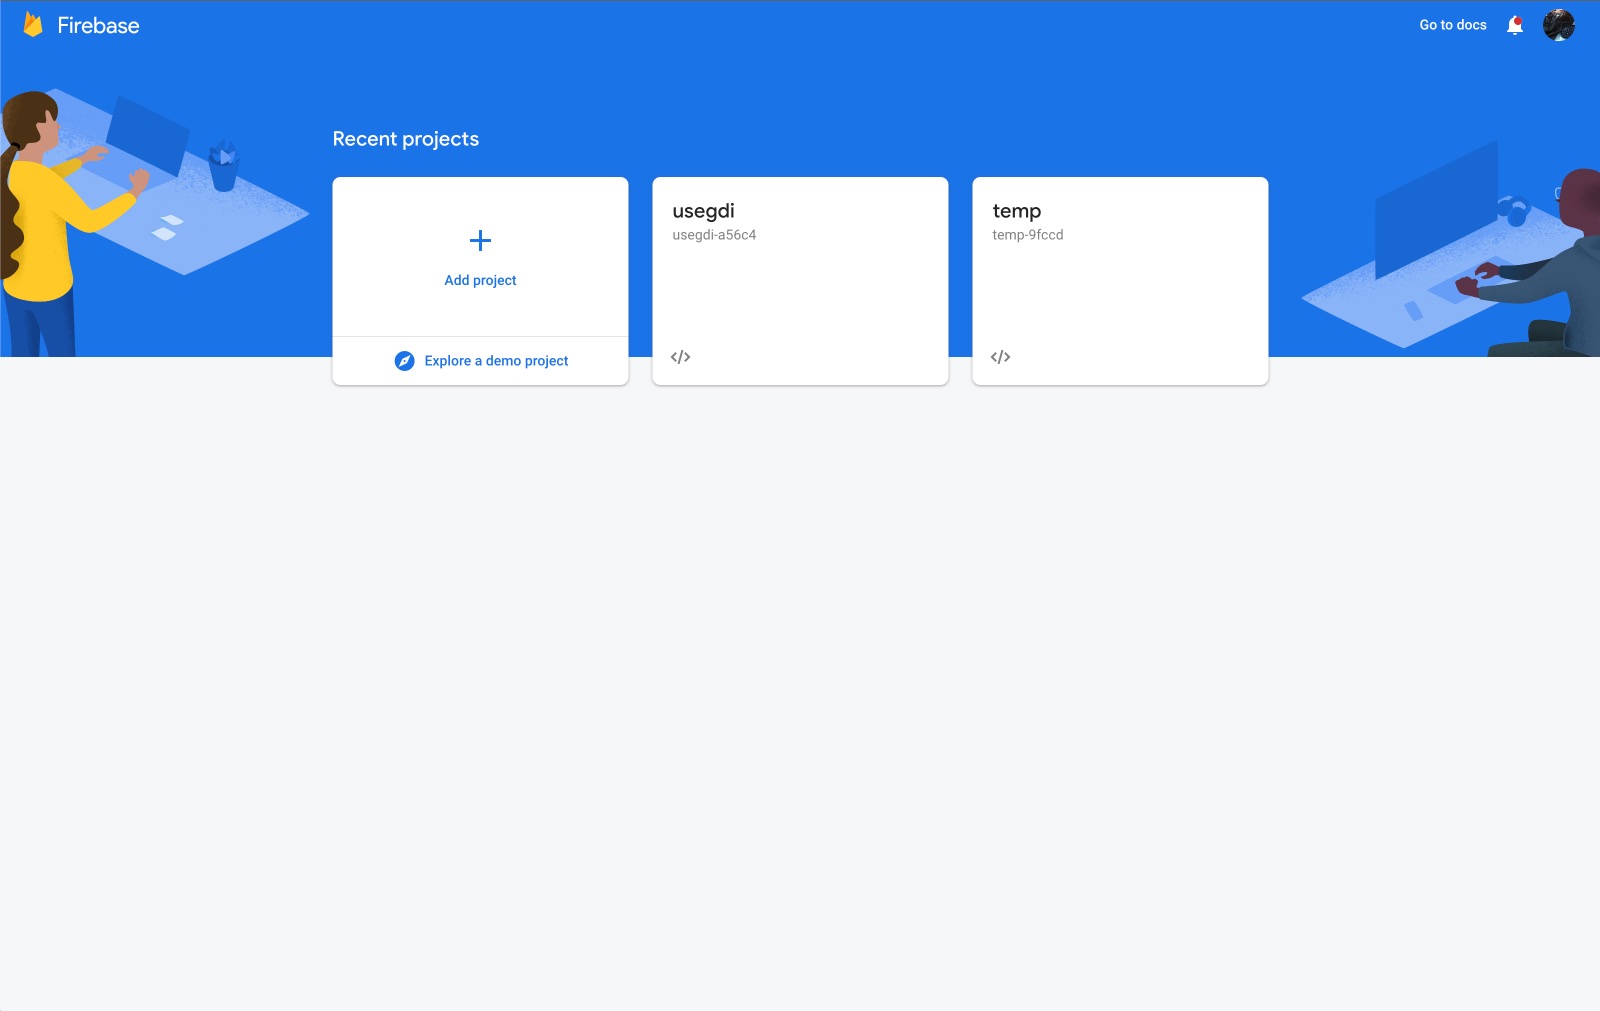 Firebase
Go to docs
Recent projects
Add project
Explore a demo project
usegdi
usegdi-a56c4
temp
temp-9fccd